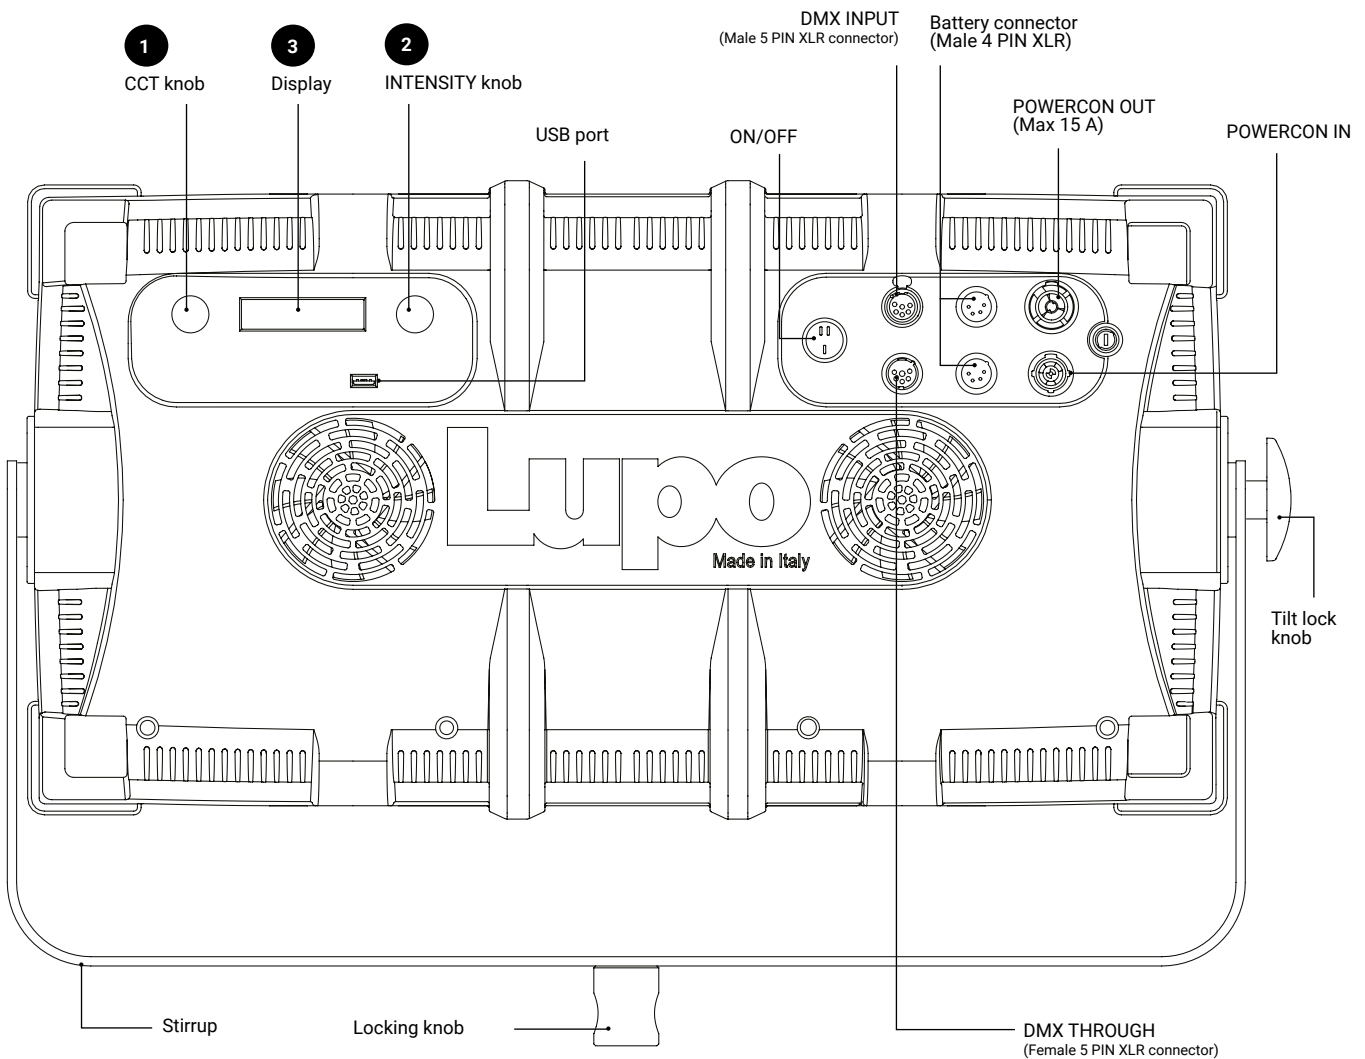 1
CCT knob
3
Display
2
INTENSITY knob
USB port
ON/OFF
DMX INPUT
(Male 5 PIN XLR connector)
Battery connector
(Male 4 PIN XLR)
POWERCON OUT
(Max 15 A)
POWERCON IN
Lupo
Made in Italy
Tilt lock
knob
Stirrup
Locking knob
DMX THROUGH
(Female 5 PIN XLR connector)